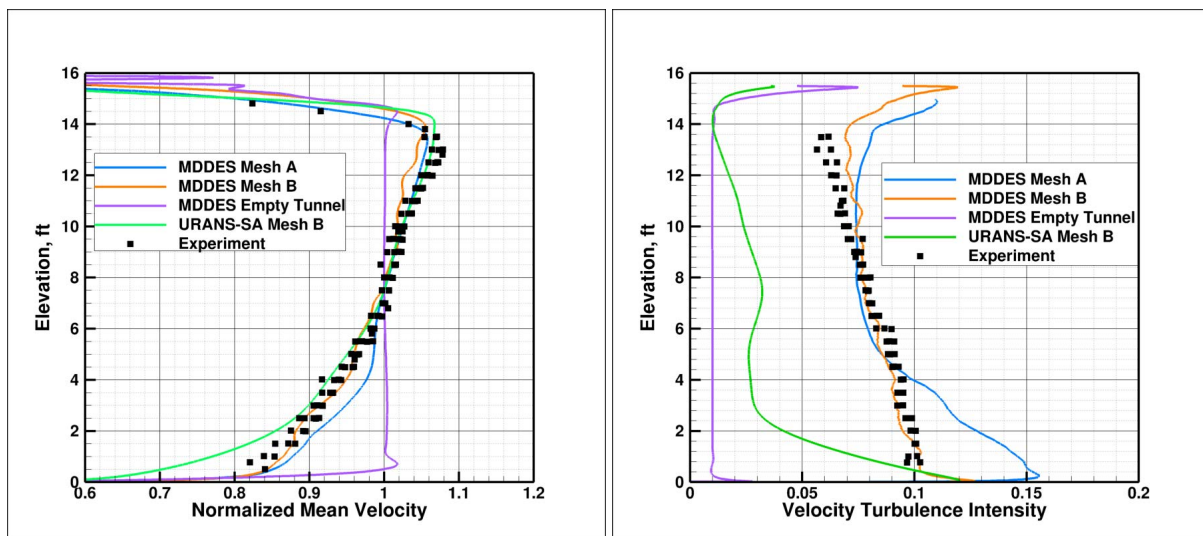 16
14
12
10
8
6
4
2
0
Elevation, ft
MDDES Mesh A
MDDES Mesh B
MDDES Empty Tunnel
URANS-SA Mesh B
Experiment
0.6 0.7 0.8 0.9 1 1.1 1.2
Normalized Mean Velocity
16
14
12
10
8
6
4
2
0
Elevation, ft
MDDES Mesh A
MDDES Mesh B
MDDES Empty Tunnel
URANS-SA Mesh B
Experiment
0 0.05 0.1 0.15 0.2
Velocity Turbulence Intensity